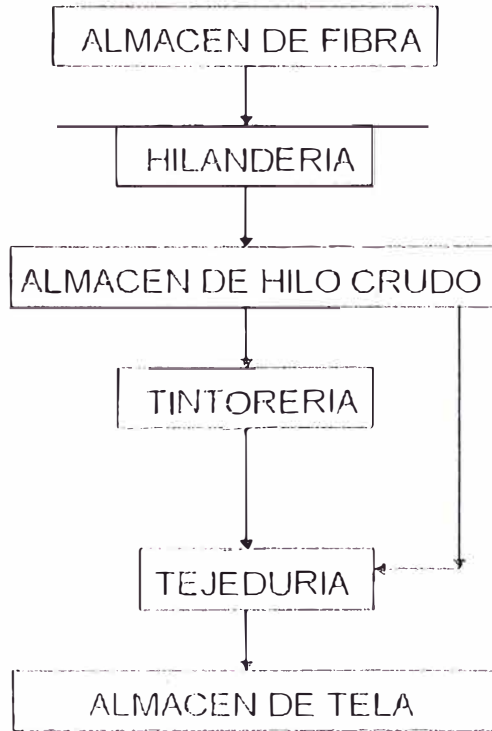 ALMACEN DE FIBRA
HILANDERIA
ALMACEN DE HILO CRUDO
TINTORERIA
TEJEDURIA
ALMACEN DE TELA